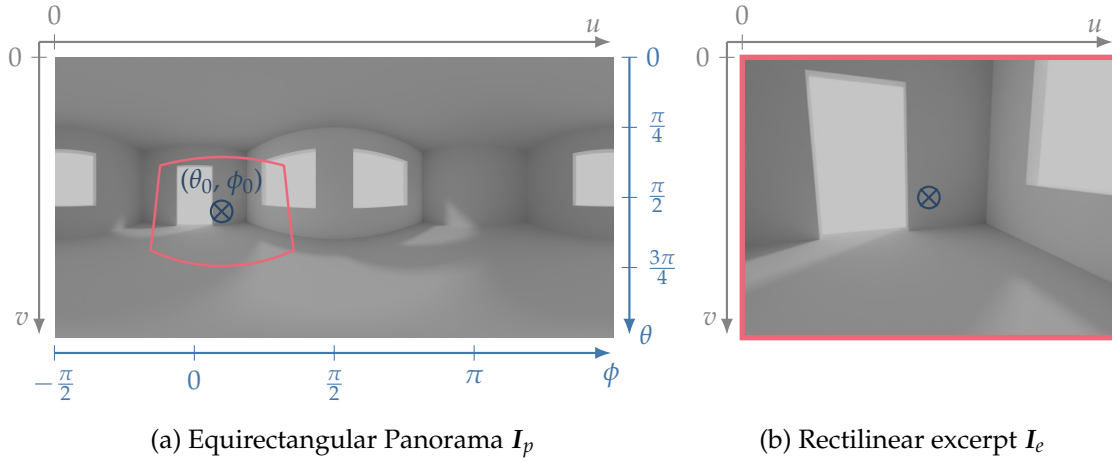 0
u
0
v
(θ₀, ϕ₀)
0
π/4
π/2
3π/4
θ
−π/2
0
π/2
π
ϕ
(a) Equirectangular Panorama Iₚ
0
u
0
v
(b) Rectilinear excerpt Iₑ